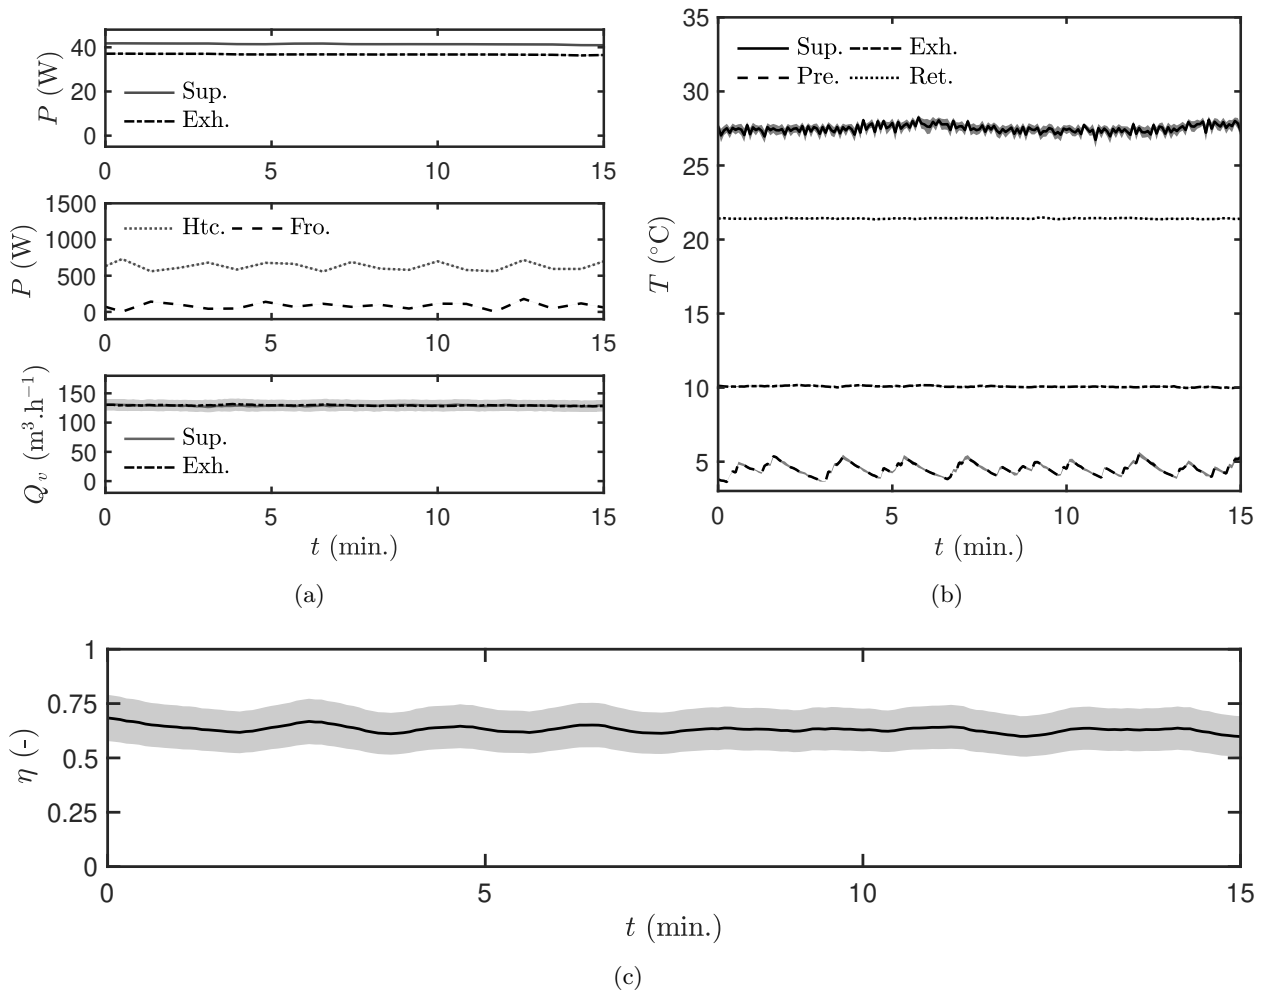 40
20
0
P (W)
Sup.
Exh.
0 5 10 15
1500
1000
500
0
P (W)
Htc. Fro.
0 5 10 15
150
100
50
0
Q_v (m³.h⁻¹)
Sup.
Exh.
0 5 10 15
t (min.)
(a)
35
30
25
20
15
10
5
T (°C)
Sup. Exh.
Pre. Ret.
0 5 10 15
t (min.)
(b)
1
0.75
0.5
0.25
0
η (-)
0 5 10 15
t (min.)
(c)